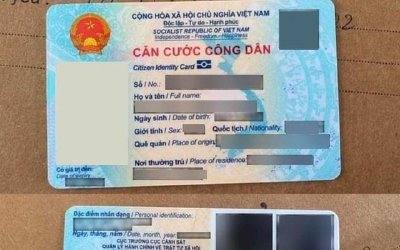 CỘNG HÒA XÃ HỘI CHỦ NGHĨA VIỆT NAM
Độc lập - Tự do - Hạnh phúc
SOCIALIST REPUBLIC OF VIET NAM
Independence - Freedom - Happiness
CĂN CƯỚC CÔNG DÂN
Citizen Identity Card
Số / No.:
Họ và tên / Full name:
Ngày sinh / Date of birth:
Giới tính / Sex: Quốc tịch / Nationality:
Quê quán / Place of origin:
Có giá trị đến:
Date of expiry
Nơi thường trú / Place of residence:
Đặc điểm nhân dạng / Personal identification:
Ngày, tháng, năm / Date, month, year:
CỤC TRƯỞNG CỤC CẢNH SÁT
QUẢN LÝ HÀNH CHÍNH VỀ TRẬT TỰ XÃ HỘI